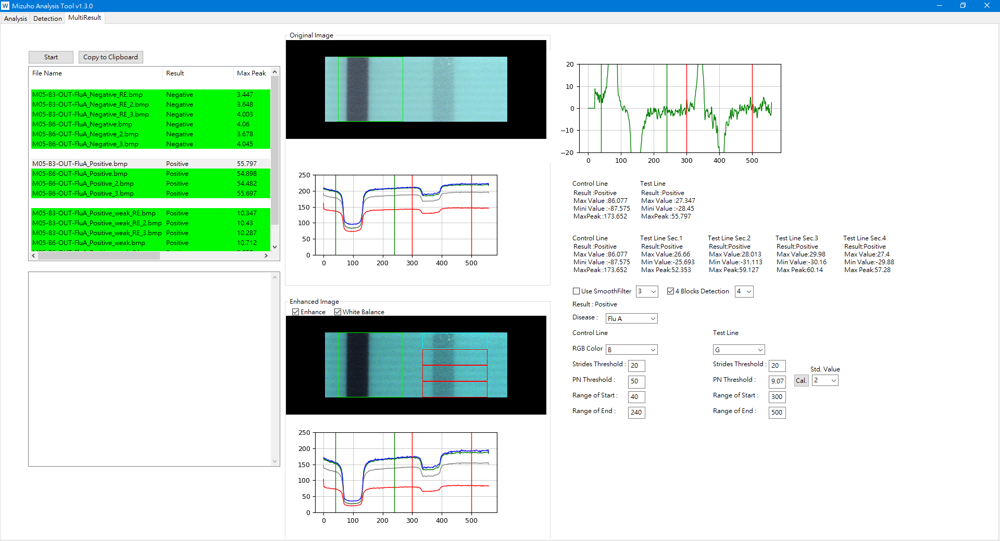 W Mizuho Analysis Tool v1.3.0
Analysis Detection MultiResult
Start Copy to Clipboard
File Name Result Max Peak
M05-B3-OUT-FluA_Negative_RE.bmp Negative 3.447
M05-B3-OUT-FluA_Negative_RE_2.bmp Negative 3.648
M05-B3-OUT-FluA_Negative_RE_3.bmp Negative 4.003
M05-B6-OUT-FluA_Negative.bmp Negative 4.06
M05-B6-OUT-FluA_Negative_2.bmp Negative 3.678
M05-B6-OUT-FluA_Negative_3.bmp Negative 4.045
M05-B3-OUT-FluA_Positive.bmp Positive 55.797
M05-B6-OUT-FluA_Positive.bmp Positive 54.898
M05-B6-OUT-FluA_Positive_2.bmp Positive 54.482
M05-B6-OUT-FluA_Positive_3.bmp Positive 55.697
M05-B3-OUT-FluA_Positive_weak_RE.bmp Positive 10.347
M05-B3-OUT-FluA_Positive_weak_RE_2.bmp Positive 10.43
M05-B3-OUT-FluA_Positive_weak_RE_3.bmp Positive 10.287
M05-B6-OUT-FluA_Positive_weak.bmp Positive 10.712
Original Image
250
200
150
100
50
0
0 100 200 300 400 500
Enhanced Image
Enhance White Balance
250
200
150
100
50
0
0 100 200 300 400 500
20
10
0
−10
−20
0 100 200 300 400 500
Control Line Test Line
Result :Positive Result :Positive
Max Value :86.077 Max Value :27.347
Mini Value :-87.575 Mini Value :-28.45
MaxPeak :173.652 MaxPeak :55.797
Control Line Test Line Sec.1 Test Line Sec.2 Test Line Sec.3 Test Line Sec.4
Result :Positive Result:Positive Result:Positive Result:Positive Result:Positive
Max Value :86.077 Max Value:26.66 Max Value:28.013 Max Value:29.98 Max Value:27.4
Mini Value :-87.575 Min Value:-25.693 Min Value:-31.113 Min Value:-30.16 Min Value:-29.88
MaxPeak :173.652 Max Peak:52.353 Max Peak:59.127 Max Peak:60.14 Max Peak:57.28
Use SmoothFilter 3 4 Blocks Detection 4
Result : Positive
Disease : Flu A
Control Line Test Line
RGB Color B G
Strides Threshold : 20 Strides Threshold : 20 Std. Value
PN Threshold : 50 PN Threshold : 9.07 Cal. 2
Range of Start : 40 Range of Start : 300
Range of End : 240 Range of End : 500